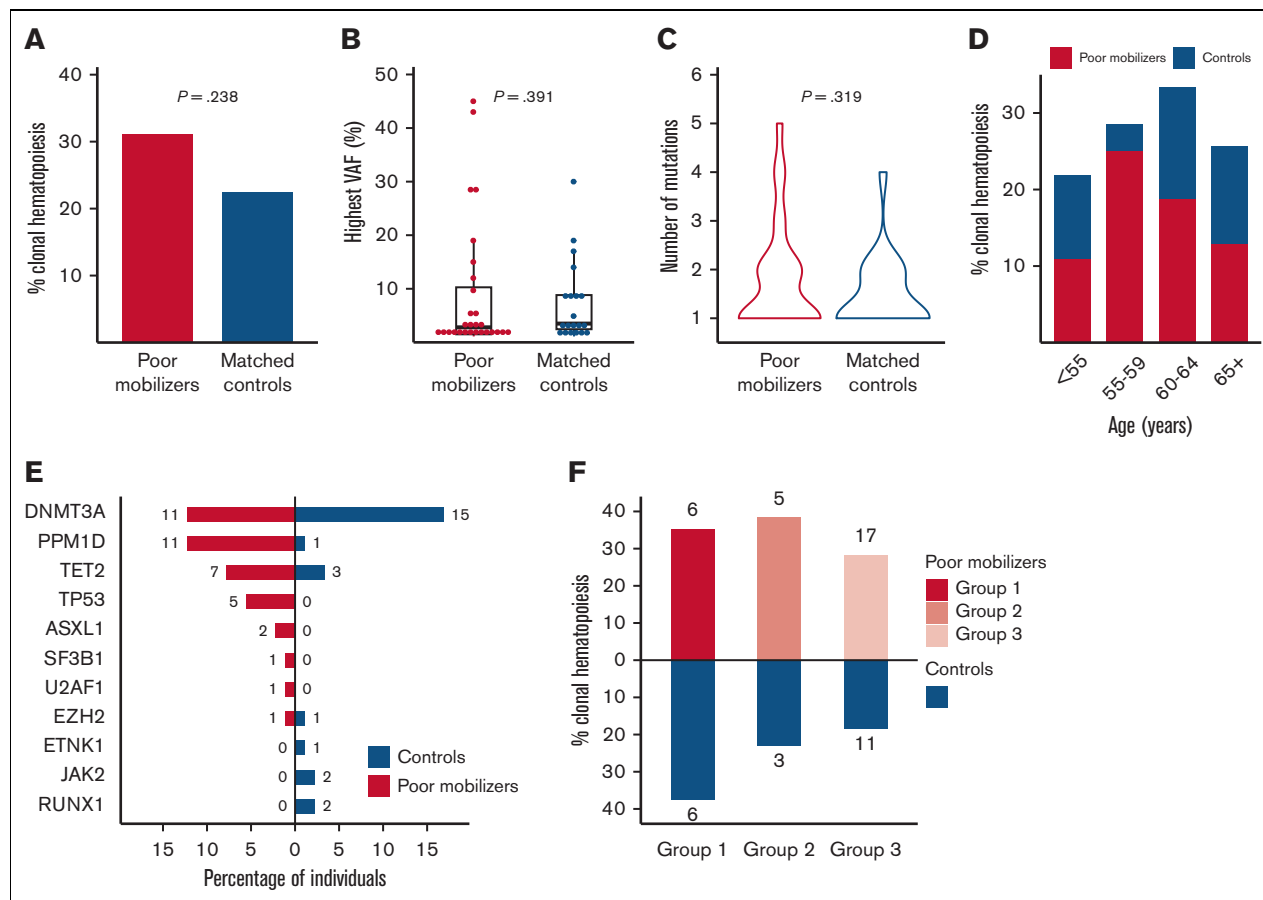 A
40
30
20
10
% clonal hematopoiesis
P = .238
Poor
mobilizers
Matched
controls
B
50
40
30
20
10
Highest VAF (%)
P = .391
Poor
mobilizers
Matched
controls
C
6
5
4
3
2
1
Number of mutations
P = .319
Poor
mobilizers
Matched
controls
D
Poor mobilizers
Controls
30
20
10
% clonal hematopoiesis
<55
55-59
60-64
65+
Age (years)
E
DNMT3A 11 15
PPM1D 11 1
TET2 7 3
TP53 5 0
ASXL1 2 0
SF3B1 1 0
U2AF1 1 0
EZH2 1 1
ETNK1 0 1
JAK2 0 2
RUNX1 0 2
Controls
Poor mobilizers
15 10 5 0 5 10 15
Percentage of individuals
F
40
30
20
10
0
10
20
30
40
% clonal hematopoiesis
6 5 17
6 3 11
Group 1 Group 2 Group 3
Poor mobilizers
Group 1
Group 2
Group 3
Controls